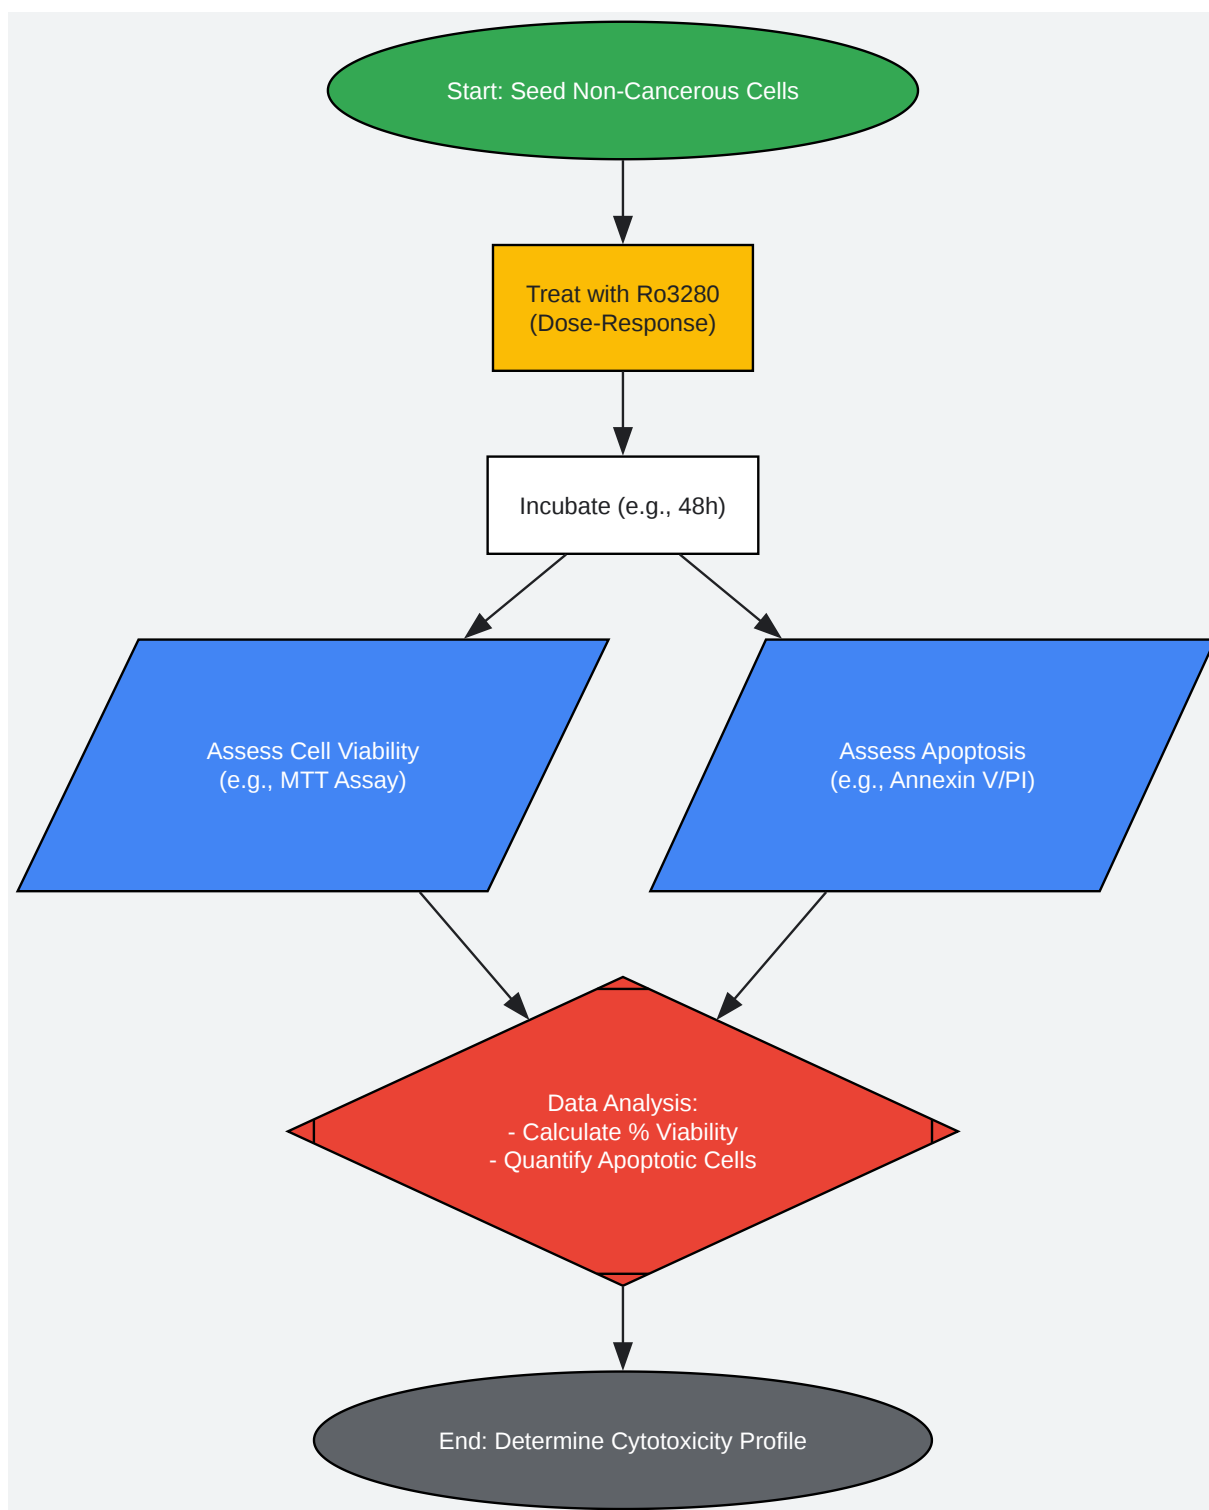 Start: Seed Non-Cancerous Cells
Treat with Ro3280
(Dose-Response)
Incubate (e.g., 48h)
Assess Cell Viability
(e.g., MTT Assay)
Assess Apoptosis
(e.g., Annexin V/PI)
Data Analysis:
- Calculate % Viability
- Quantify Apoptotic Cells
End: Determine Cytotoxicity Profile